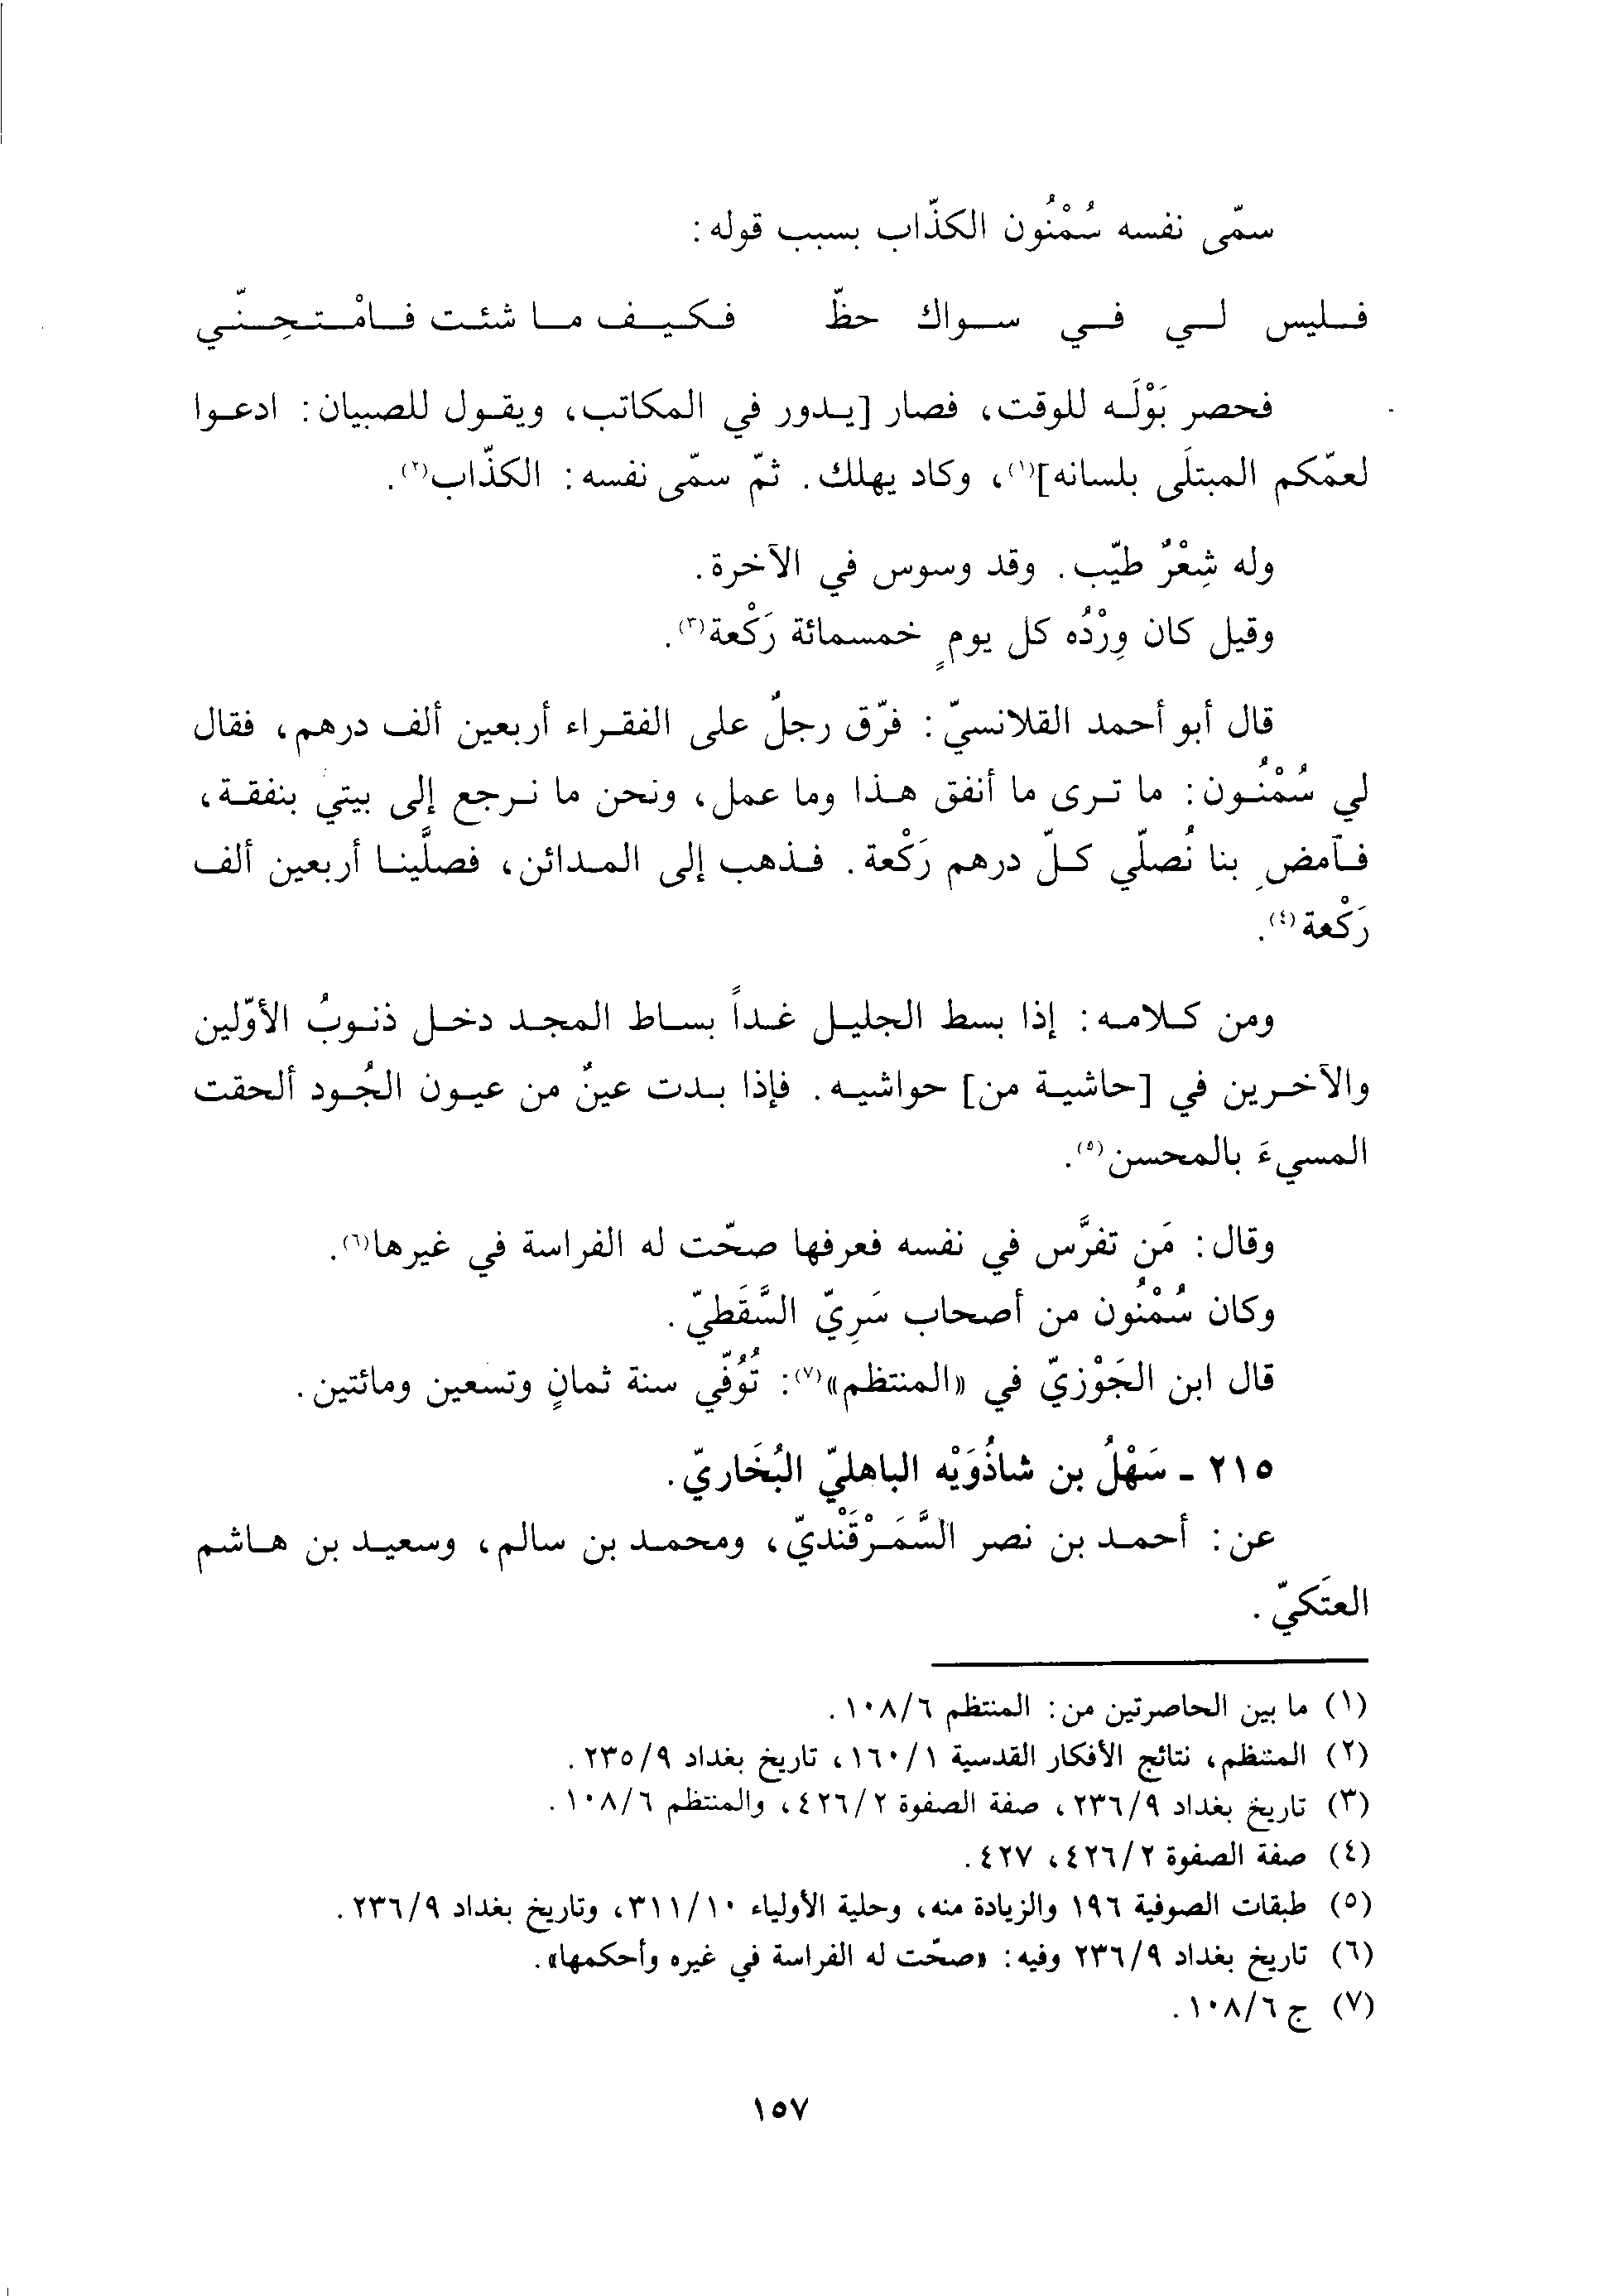 سمّى نفسه سُمْنُون الكذّاب بسبب قوله:
فليس لي في سواك حظّ فكيف ما شئت فامْتحِنّي
فحصر بَوْلَه للوقت، فصار [يدور في المكاتب، ويقول للصبيان: ادعوا
لعمّكم المبتلَى بلسانه]⁽١⁾، وكاد يهلك. ثمّ سمّى نفسه: الكذّاب⁽٢⁾.
وله شِعْرٌ طيّب. وقد وسوس في الآخرة.
وقيل كان وِرْدُه كل يومٍ خمسمائة رَكْعة⁽٣⁾.
قال أبو أحمد القلانسيّ: فرّق رجلٌ على الفقراء أربعين ألف درهم، فقال
لي سُمْنُون: ما ترى ما أنفق هذا وما عمل، ونحن ما نرجع إلى بيتي بنفقة،
فآمضِ بنا نُصلّي كلّ درهم رَكْعة. فذهب إلى المدائن، فصلَّينا أربعين ألف
رَكْعة⁽٤⁾.
ومن كلامه: إذا بسط الجليل غداً بساط المجد دخل ذنوبُ الأوّلين
والآخرين في [حاشية من] حواشيه. فإذا بدت عينٌ من عيون الجُود ألحقت
المسيءَ بالمحسن⁽٥⁾.
وقال: مَن تفرَّس في نفسه فعرفها صحّت له الفراسة في غيرها⁽٦⁾.
وكان سُمْنُون من أصحاب سَرِيّ السَّقَطيّ.
قال ابن الجَوْزيّ في «المنتظم»⁽٧⁾: تُوُفّي سنة ثمانٍ وتسعين ومائتين.
٢١٥ - سَهْلُ بن شاذُوَيْه الباهليّ البُخَاريّ.
عن: أحمد بن نصر السَّمَرْقَنْديّ، ومحمد بن سالم، وسعيد بن هاشم
العتَكيّ.
(١) ما بين الحاصرتين من: المنتظم ١٠٨/٦.
(٢) المنتظم، نتائج الأفكار القدسية ١٦٠/١، تاريخ بغداد ٢٣٥/٩.
(٣) تاريخ بغداد ٢٣٦/٩، صفة الصفوة ٤٢٦/٢، والمنتظم ١٠٨/٦.
(٤) صفة الصفوة ٤٢٦/٢، ٤٢٧.
(٥) طبقات الصوفية ١٩٦ والزيادة منه، وحلية الأولياء ٣١١/١٠، وتاريخ بغداد ٢٣٦/٩.
(٦) تاريخ بغداد ٢٣٦/٩ وفيه: «صحّت له الفراسة في غيره وأحكمها».
(٧) ج ١٠٨/٦.
١٥٧